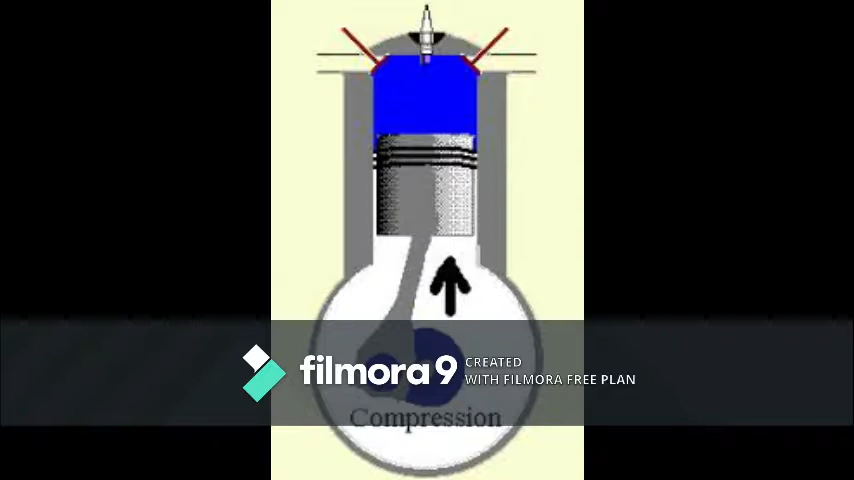 filmora9
CREATED
WITH FILMORA FREE PLAN
Compression